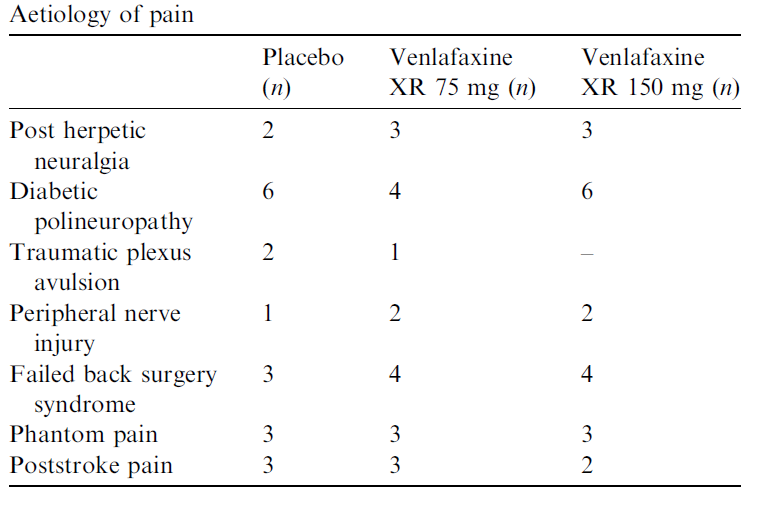 Aetiology of pain
Placebo Venlafaxine Venlafaxine
(n) XR 75 mg (n) XR 150 mg (n)
Post herpetic 2 3 3
neuralgia
Diabetic 6 4 6
polineuropathy
Traumatic plexus 2 1 –
avulsion
Peripheral nerve 1 2 2
injury
Failed back surgery 3 4 4
syndrome
Phantom pain 3 3 3
Poststroke pain 3 3 2